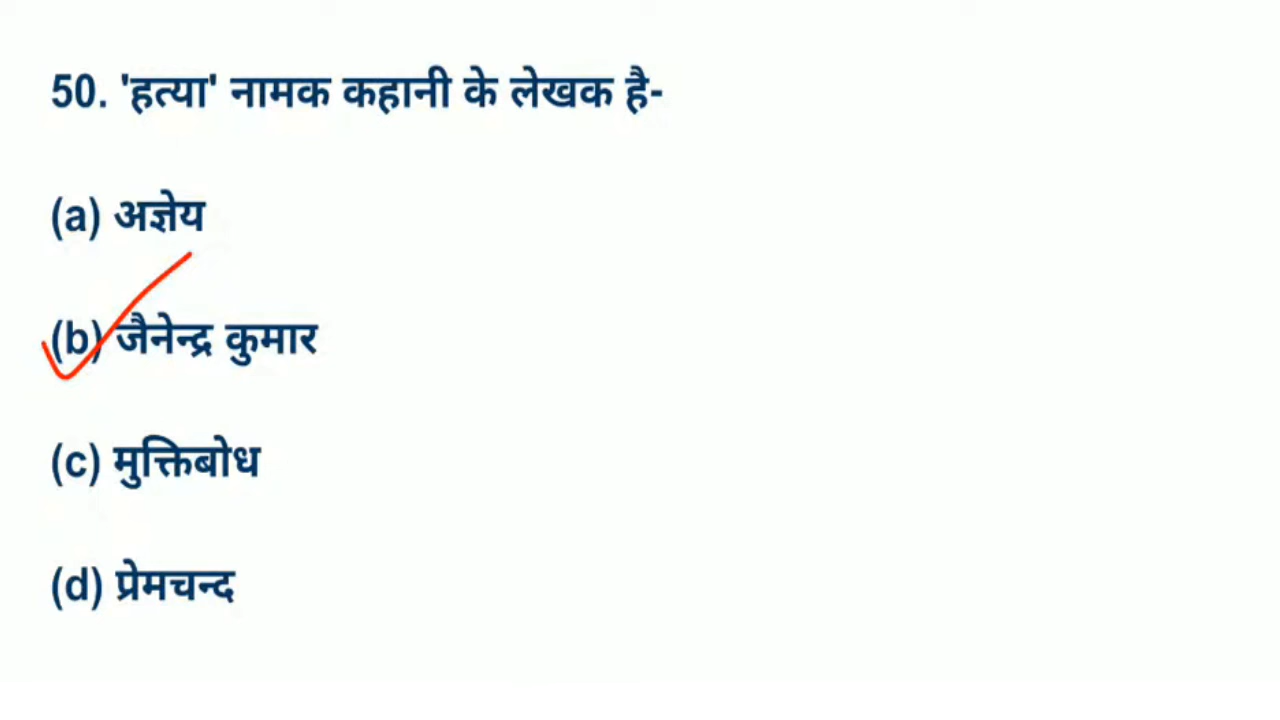 50. 'हत्या' नामक कहानी के लेखक है-
(a) अज्ञेय
(b) जैनेन्द्र कुमार
(c) मुक्तिबोध
(d) प्रेमचन्द